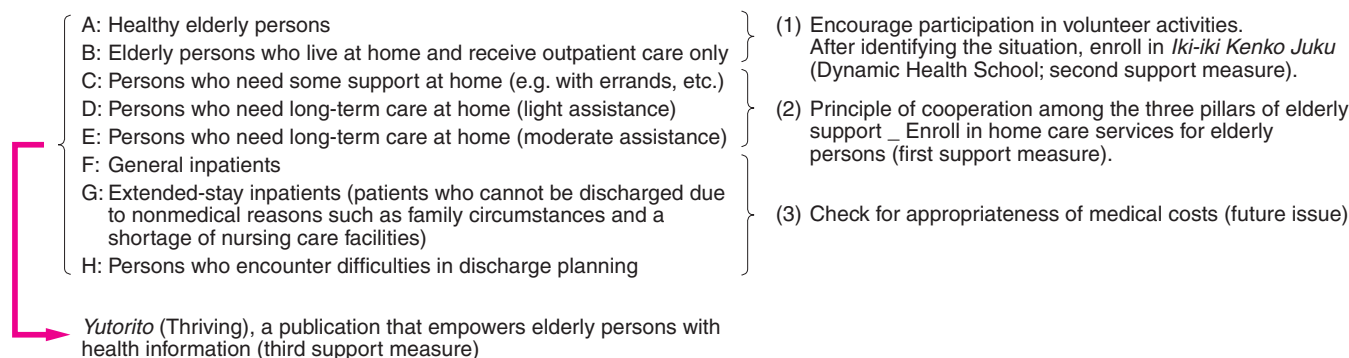 A: Healthy elderly persons
B: Elderly persons who live at home and receive outpatient care only
C: Persons who need some support at home (e.g. with errands, etc.)
D: Persons who need long-term care at home (light assistance)
E: Persons who need long-term care at home (moderate assistance)
F: General inpatients
G: Extended-stay inpatients (patients who cannot be discharged due
to nonmedical reasons such as family circumstances and a
shortage of nursing care facilities)
H: Persons who encounter difficulties in discharge planning
(1) Encourage participation in volunteer activities.
After identifying the situation, enroll in Iki-iki Kenko Juku
(Dynamic Health School; second support measure).
(2) Principle of cooperation among the three pillars of elderly
support _ Enroll in home care services for elderly
persons (first support measure).
(3) Check for appropriateness of medical costs (future issue)
Yutorito (Thriving), a publication that empowers elderly persons with
health information (third support measure)